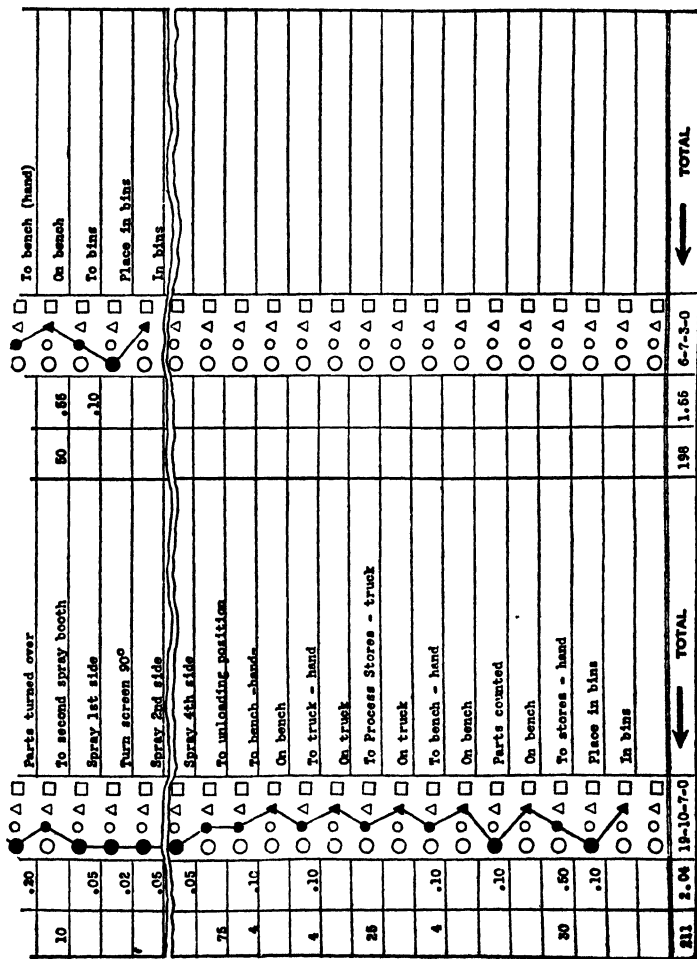 .20 Parts turned over To bench (hand)
10 To second spray booth 50 .55 On bench
.05 Spray 1st side .10 To bins
.02 Turn screen 90° Place in bins
.05 Spray 2nd side In bins
.05 Spray 4th side
75 To unloading position
4 .10 To bench -hand-
On bench
4 .10 To truck - hand
On truck
25 To Process Stores - truck
On truck
4 .10 To bench - hand
On bench
.10 Parts counted
On bench
30 .50 To stores - hand
.10 Place in bins
In bins
211 2.04 19-10-7-0 TOTAL 198 1.55 6-7-3-0 TOTAL